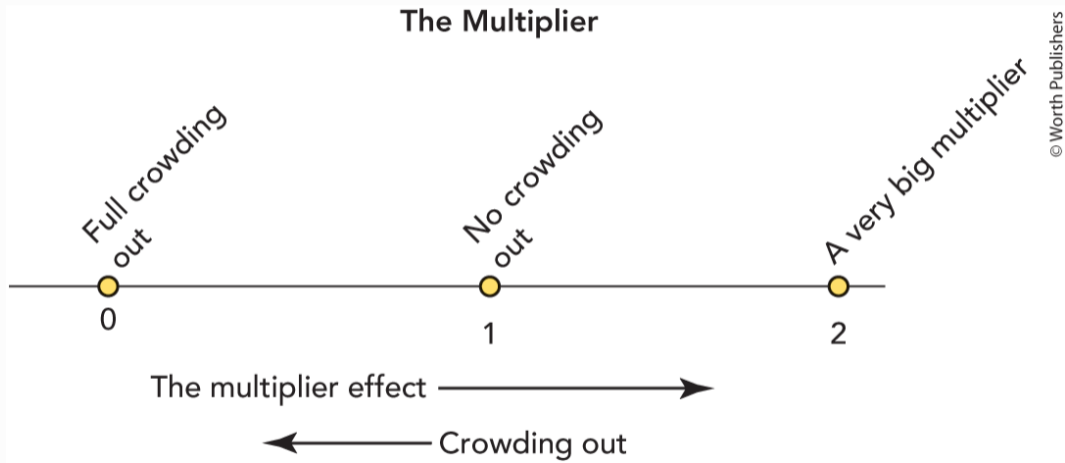 The Multiplier
© Worth Publishers
Full crowding
out
No crowding
out
A very big multiplier
0
1
2
The multiplier effect
Crowding out